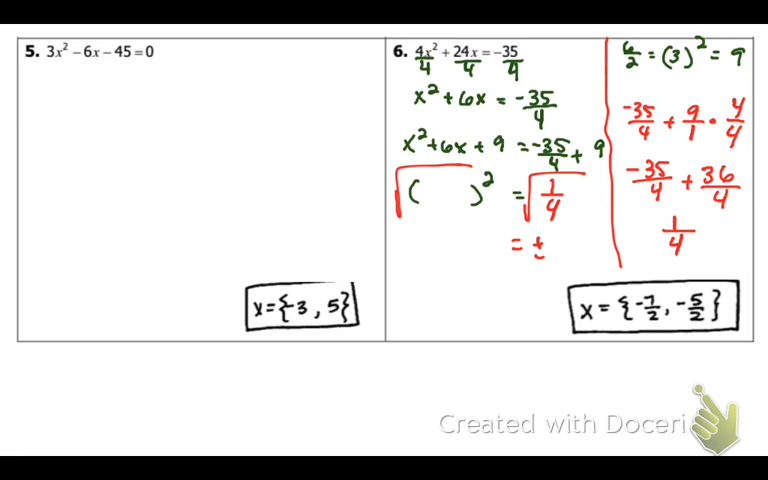 5. 3x² − 6x − 45 = 0
x = {-3, 5}
6. 4x² + 24x = −35
4 4 4
x² + 6x = -35/4
x² + 6x + 9 = -35/4 + 9
√( )² = √1/4
= ±
x = {-7/2, -5/2}
6/2 = (3)² = 9
-35/4 + 9/1 • 4/4
-35/4 + 36/4
1/4
Created with Doceri